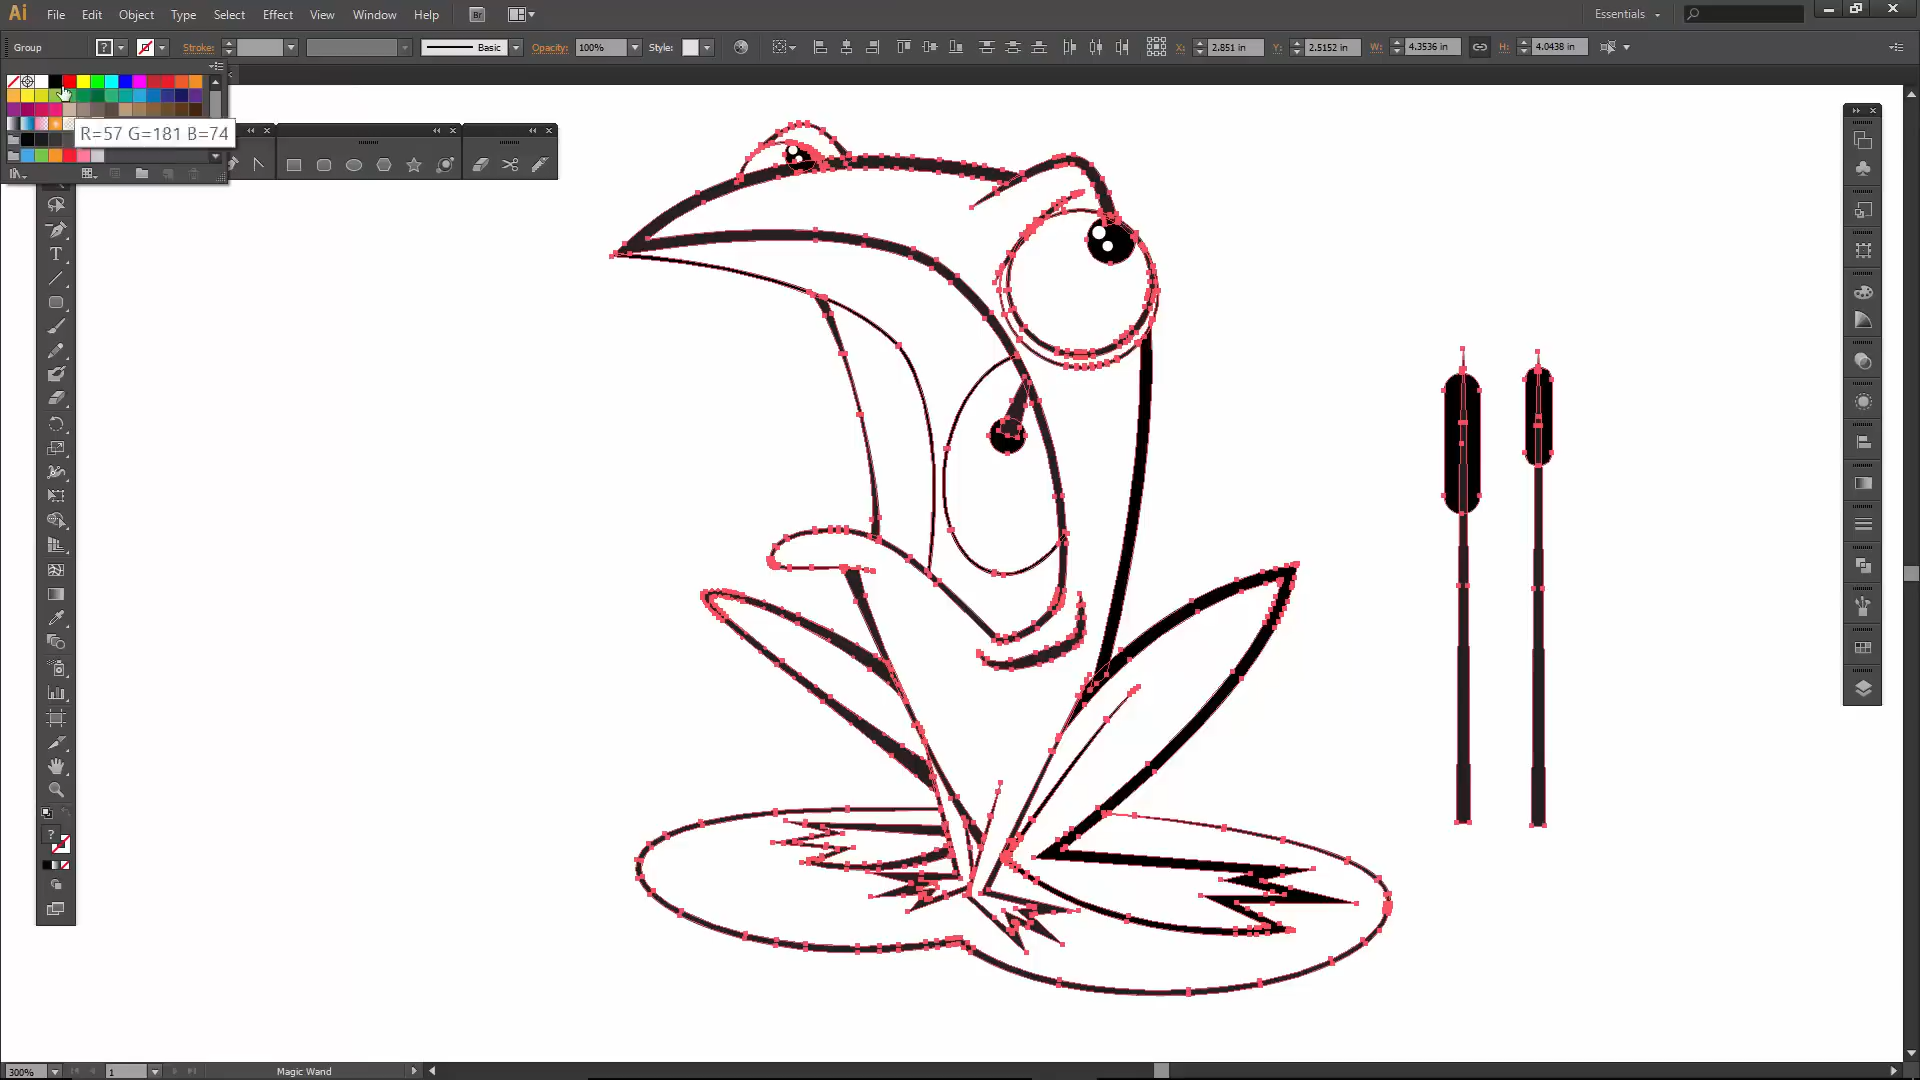 Ai File Edit Object Type Select Effect View Window Help Br Essentials
Group ? Stroke: Basic Opacity: 100% Style: X: 2.851 in Y: 2.5152 in W: 4.3536 in H: 4.0438 in
R=57 G=181 B=74
T
?
300% 1 Magic Wand